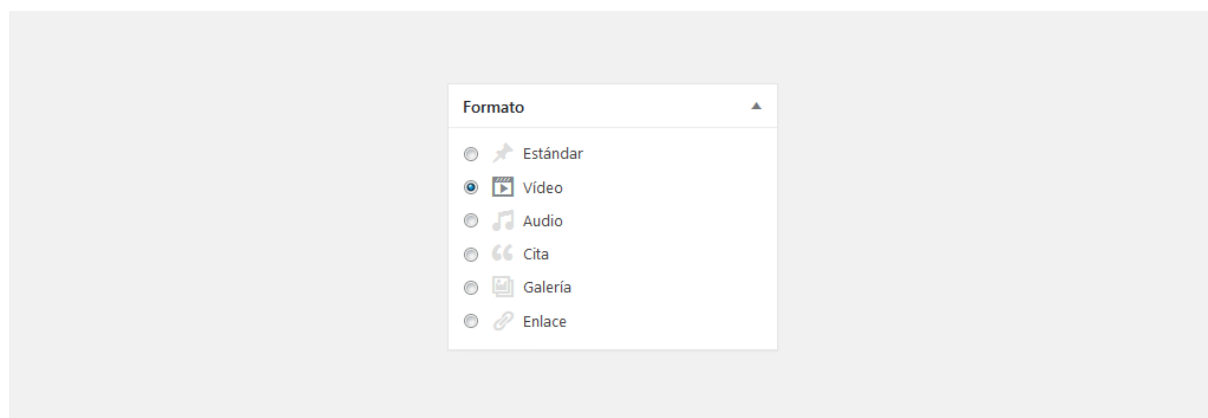 Formato
Estándar
Vídeo
Audio
Cita
Galería
Enlace